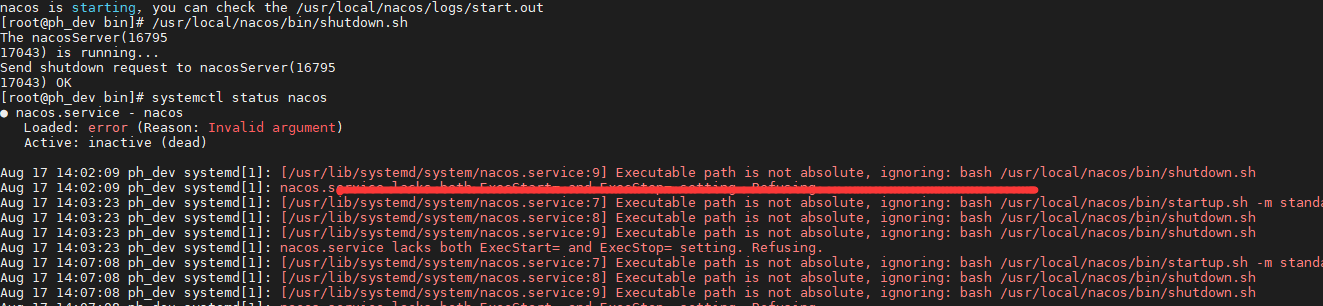 nacos is starting, you can check the /usr/local/nacos/logs/start.out
[root@ph_dev bin]# /usr/local/nacos/bin/shutdown.sh
The nacosServer(16795
17043) is running...
Send shutdown request to nacosServer(16795
17043) OK
[root@ph_dev bin]# systemctl status nacos
● nacos.service - nacos
   Loaded: error (Reason: Invalid argument)
   Active: inactive (dead)
Aug 17 14:02:09 ph_dev systemd[1]: [/usr/lib/systemd/system/nacos.service:9] Executable path is not absolute, ignoring: bash /usr/local/nacos/bin/shutdown.sh
Aug 17 14:02:09 ph_dev systemd[1]: nacos.service lacks both ExecStart= and ExecStop= setting. Refusing.
Aug 17 14:03:23 ph_dev systemd[1]: [/usr/lib/systemd/system/nacos.service:7] Executable path is not absolute, ignoring: bash /usr/local/nacos/bin/startup.sh -m standa
Aug 17 14:03:23 ph_dev systemd[1]: [/usr/lib/systemd/system/nacos.service:8] Executable path is not absolute, ignoring: bash /usr/local/nacos/bin/shutdown.sh
Aug 17 14:03:23 ph_dev systemd[1]: [/usr/lib/systemd/system/nacos.service:9] Executable path is not absolute, ignoring: bash /usr/local/nacos/bin/shutdown.sh
Aug 17 14:03:23 ph_dev systemd[1]: nacos.service lacks both ExecStart= and ExecStop= setting. Refusing.
Aug 17 14:07:08 ph_dev systemd[1]: [/usr/lib/systemd/system/nacos.service:7] Executable path is not absolute, ignoring: bash /usr/local/nacos/bin/startup.sh -m standa
Aug 17 14:07:08 ph_dev systemd[1]: [/usr/lib/systemd/system/nacos.service:8] Executable path is not absolute, ignoring: bash /usr/local/nacos/bin/shutdown.sh
Aug 17 14:07:08 ph_dev systemd[1]: [/usr/lib/systemd/system/nacos.service:9] Executable path is not absolute, ignoring: bash /usr/local/nacos/bin/shutdown.sh